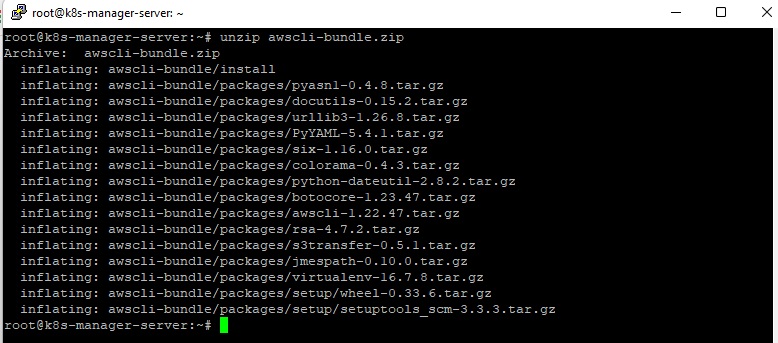 root@k8s-manager-server: ~
root@k8s-manager-server:~# unzip awscli-bundle.zip
Archive:  awscli-bundle.zip
  inflating: awscli-bundle/install
  inflating: awscli-bundle/packages/pyasn1-0.4.8.tar.gz
  inflating: awscli-bundle/packages/docutils-0.15.2.tar.gz
  inflating: awscli-bundle/packages/urllib3-1.26.8.tar.gz
  inflating: awscli-bundle/packages/PyYAML-5.4.1.tar.gz
  inflating: awscli-bundle/packages/six-1.16.0.tar.gz
  inflating: awscli-bundle/packages/colorama-0.4.3.tar.gz
  inflating: awscli-bundle/packages/python-dateutil-2.8.2.tar.gz
  inflating: awscli-bundle/packages/botocore-1.23.47.tar.gz
  inflating: awscli-bundle/packages/awscli-1.22.47.tar.gz
  inflating: awscli-bundle/packages/rsa-4.7.2.tar.gz
  inflating: awscli-bundle/packages/s3transfer-0.5.1.tar.gz
  inflating: awscli-bundle/packages/jmespath-0.10.0.tar.gz
  inflating: awscli-bundle/packages/virtualenv-16.7.8.tar.gz
  inflating: awscli-bundle/packages/setup/wheel-0.33.6.tar.gz
  inflating: awscli-bundle/packages/setup/setuptools_scm-3.3.3.tar.gz
root@k8s-manager-server:~#